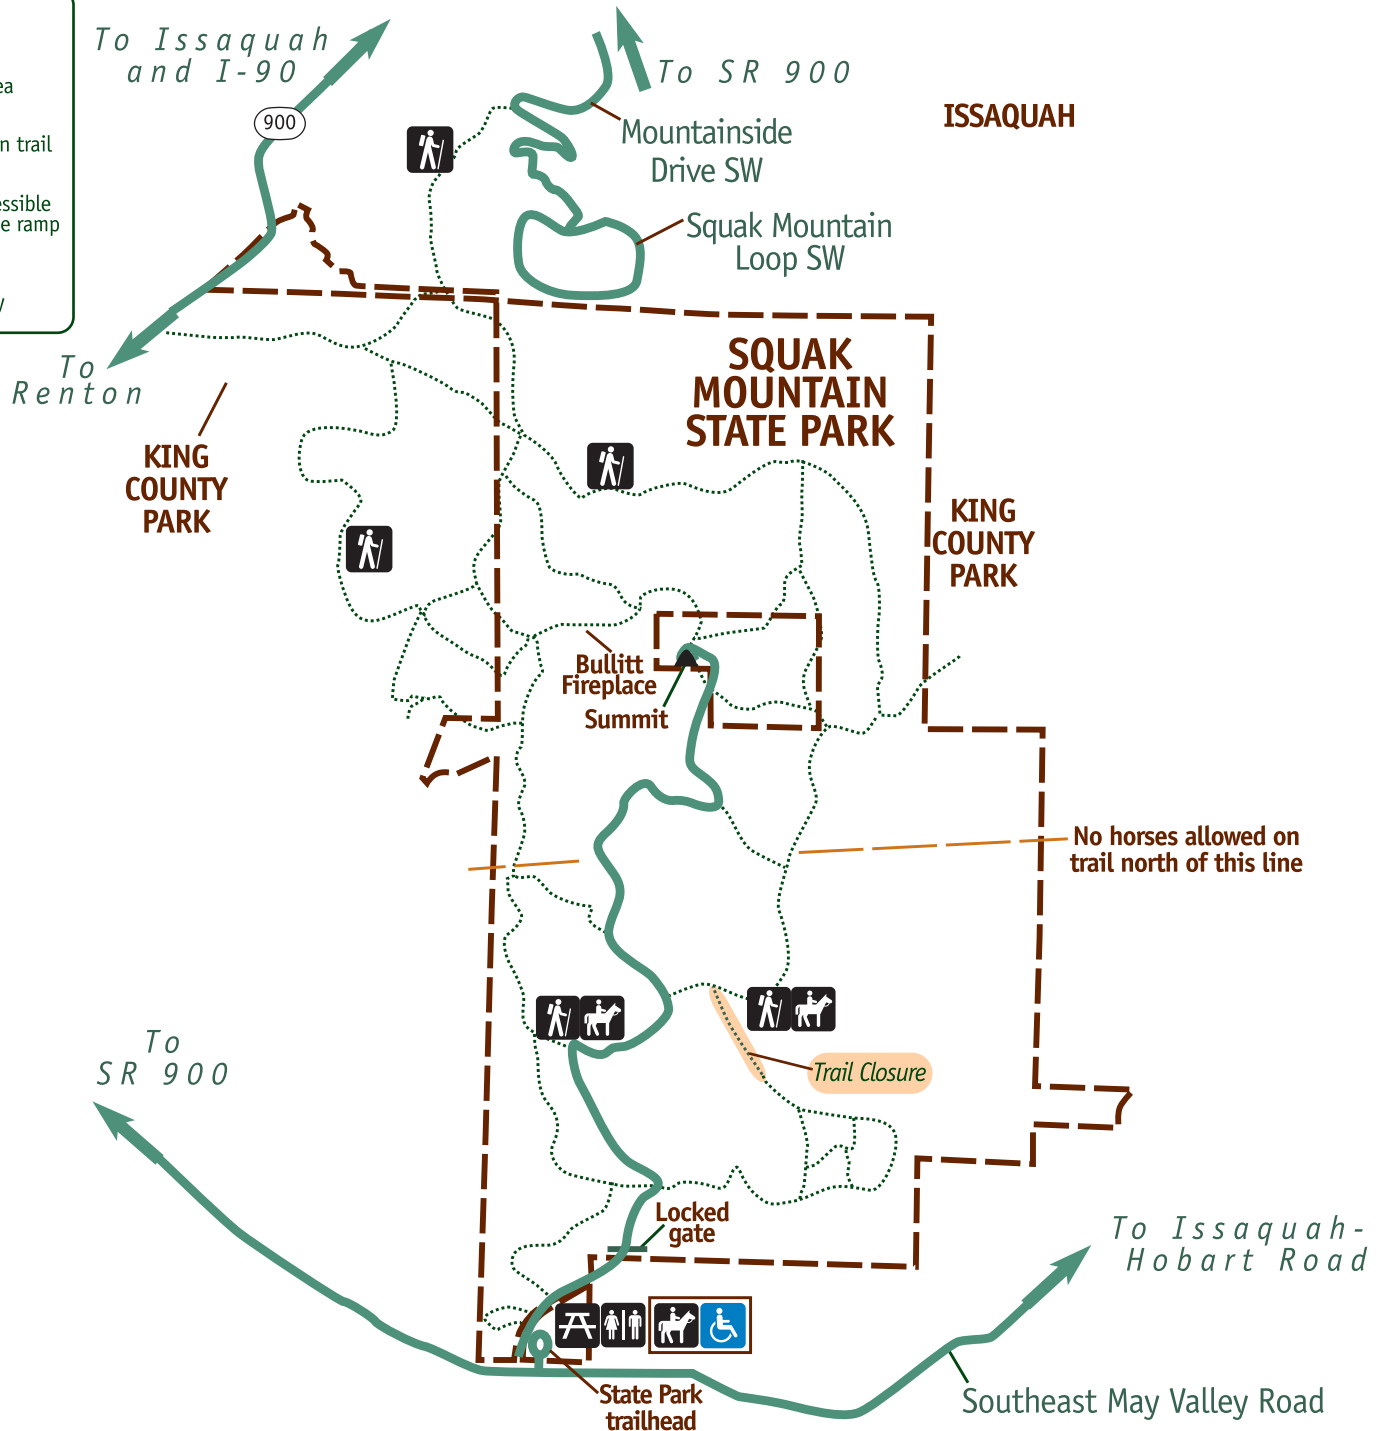 To Issaquah
and I-90
900
To SR 900
Mountainside
Drive SW
ISSAQUAH
Squak Mountain
Loop SW
n trail
e ramp
To
Renton
SQUAK
MOUNTAIN
STATE PARK
KING
COUNTY
PARK
KING
COUNTY
PARK
Bullitt
Fireplace
Summit
No horses allowed on
trail north of this line
To
SR 900
Trail Closure
Locked
gate
To Issaquah-
Hobart Road
State Park
trailhead
Southeast May Valley Road